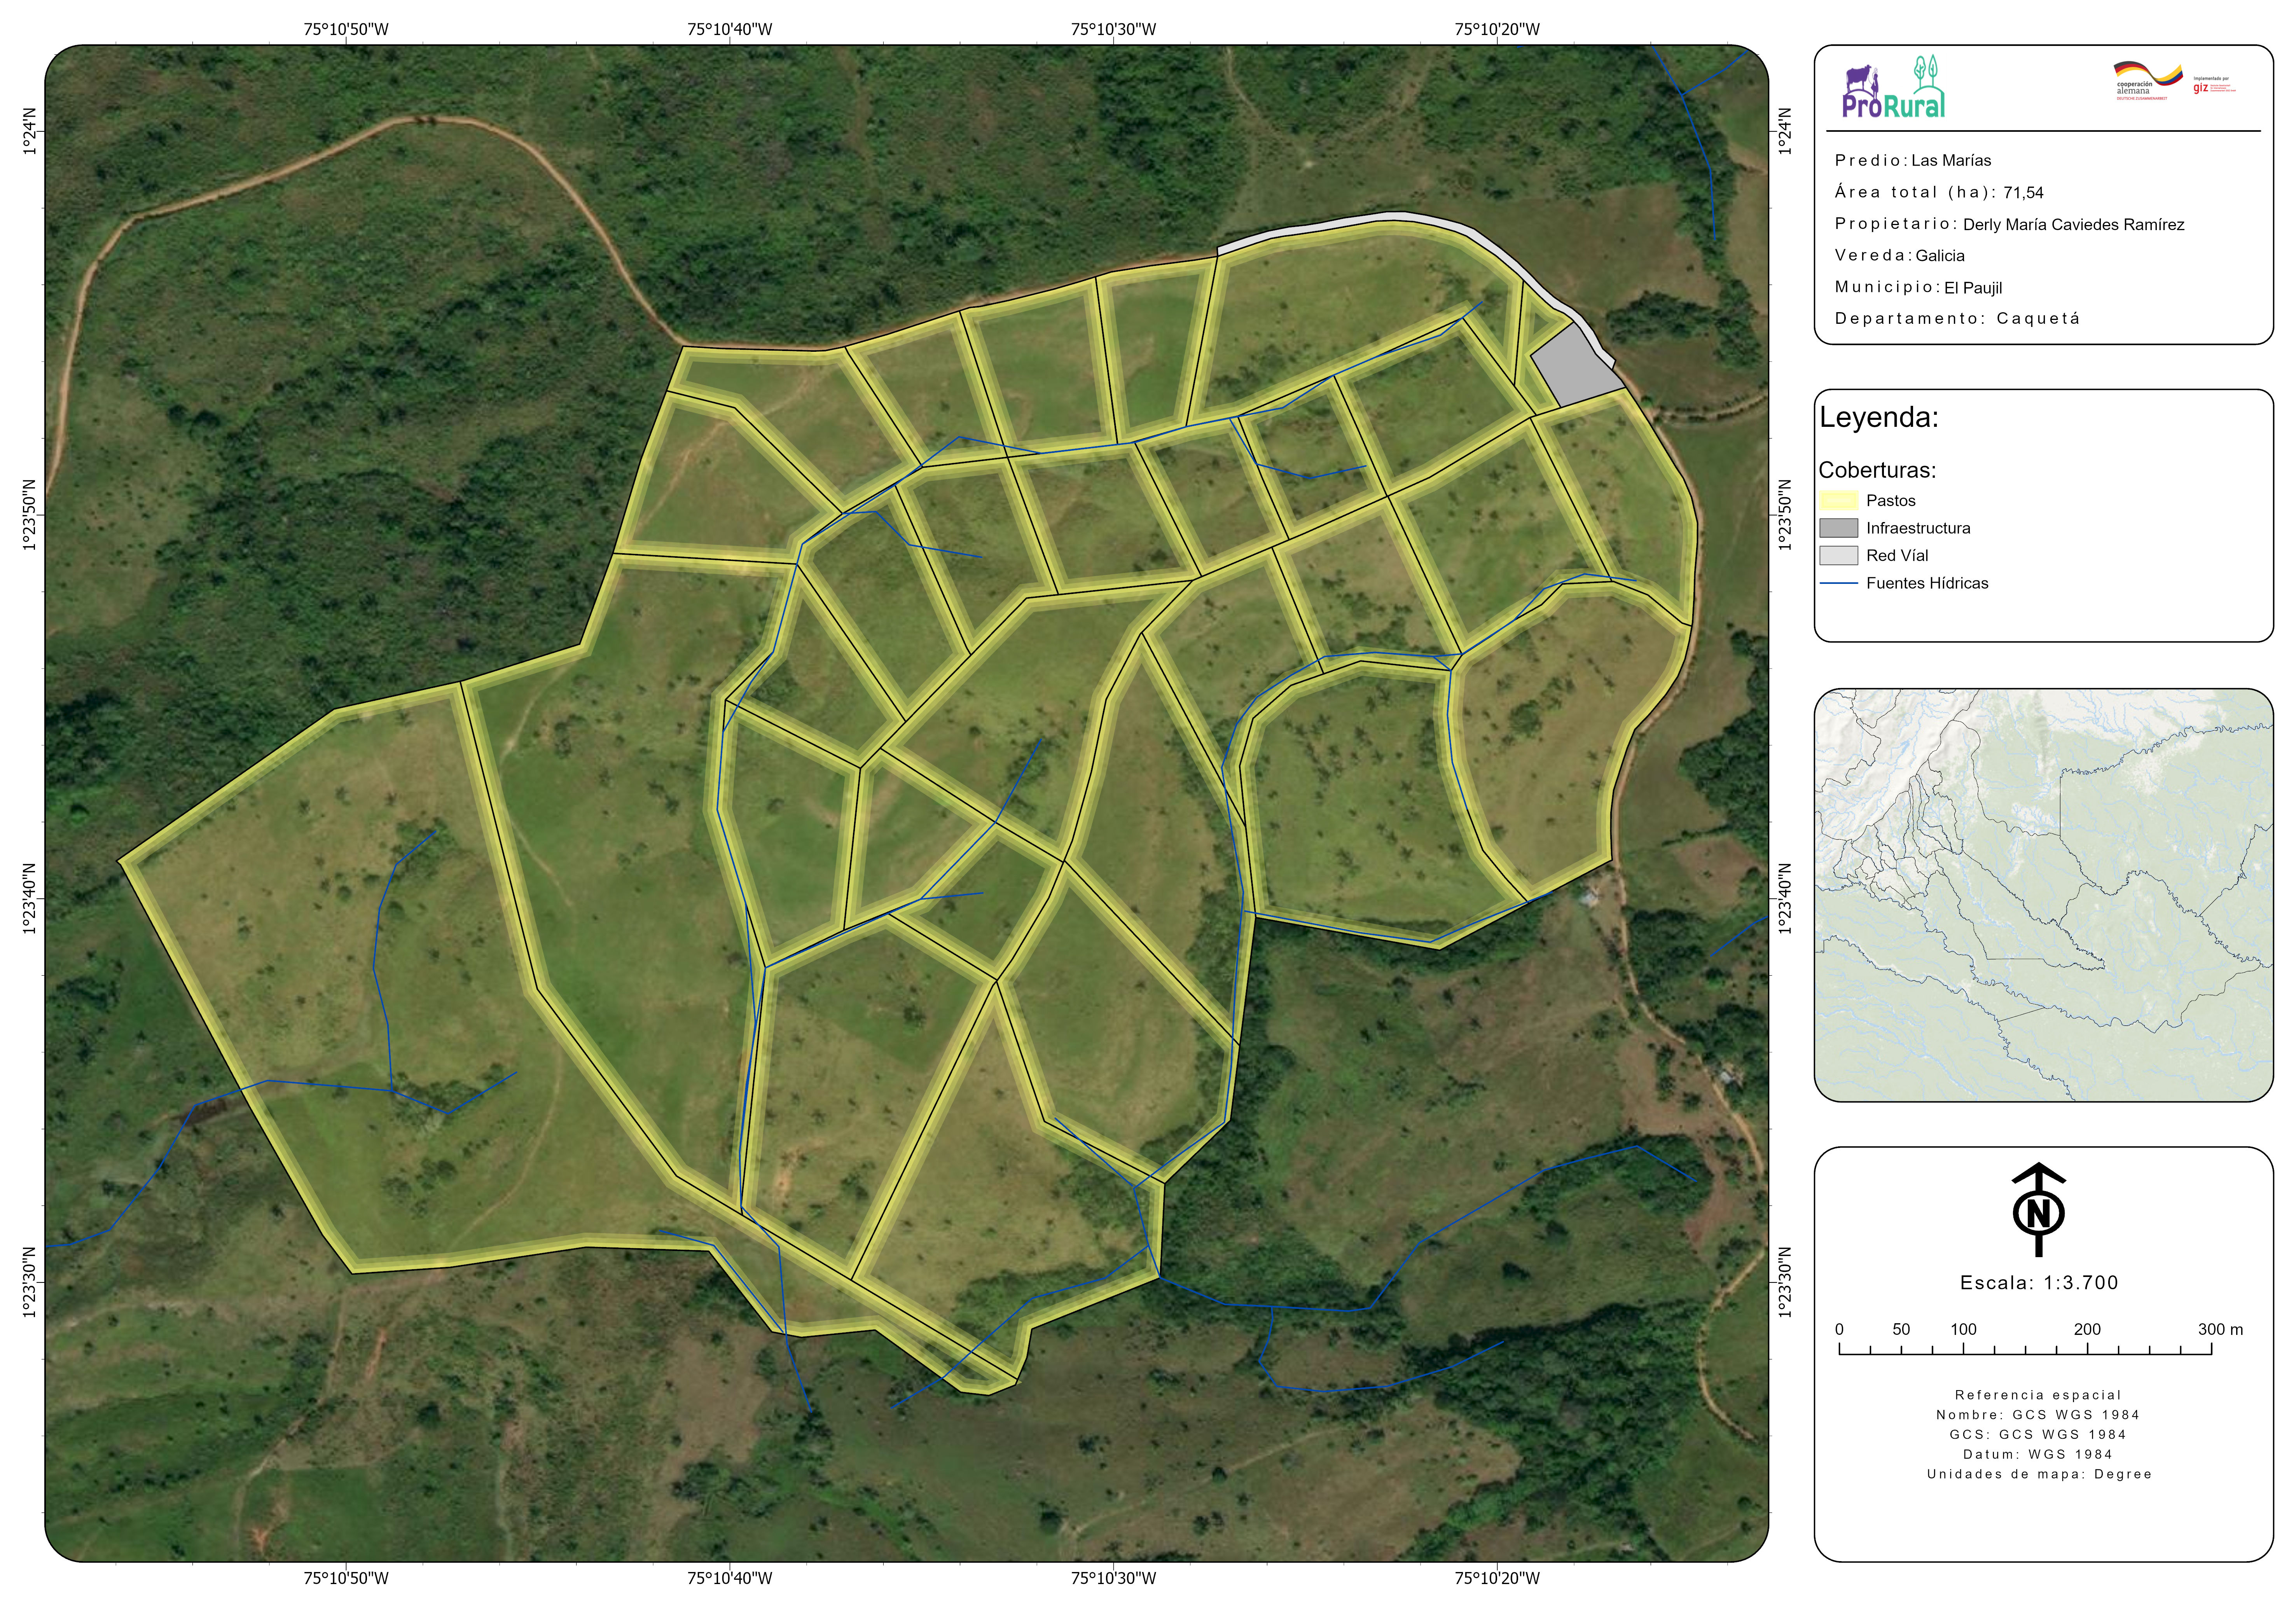 75°10'50"W 75°10'40"W 75°10'30"W 75°10'20"W
1°24'N
1°23'50"N
1°23'40"N
1°23'30"N
1°24'N
1°23'50"N
1°23'40"N
1°23'30"N
75°10'50"W 75°10'40"W 75°10'30"W 75°10'20"W
ProRural
cooperación
alemana
DEUTSCHE ZUSAMMENARBEIT
Implementada por
giz
Predio: Las Marías
Área total (ha): 71,54
Propietario: Derly María Caviedes Ramírez
Vereda: Galicia
Municipio: El Paujil
Departamento: Caquetá
Leyenda:
Coberturas:
Pastos
Infraestructura
Red Víal
Fuentes Hídricas
N
Escala: 1:3.700
0 50 100 200 300 m
Referencia espacial
Nombre: GCS WGS 1984
GCS: GCS WGS 1984
Datum: WGS 1984
Unidades de mapa: Degree